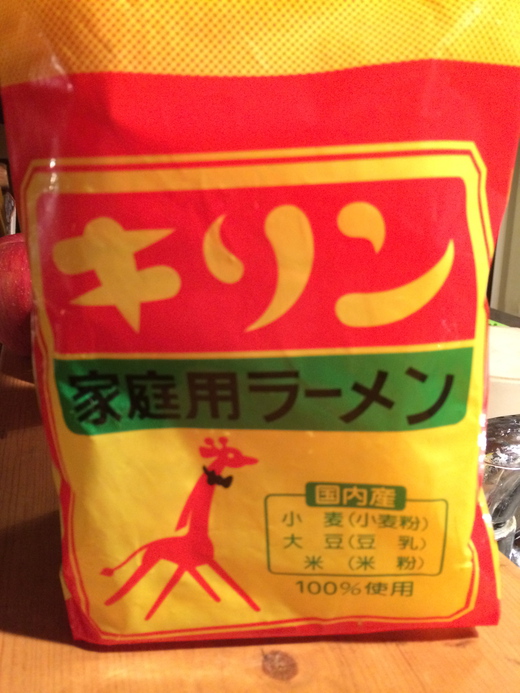 キリン
家庭用ラーメン
国内産
小　麦(小麦粉)
大　豆(豆　乳)
米　(米　粉)
100%使用